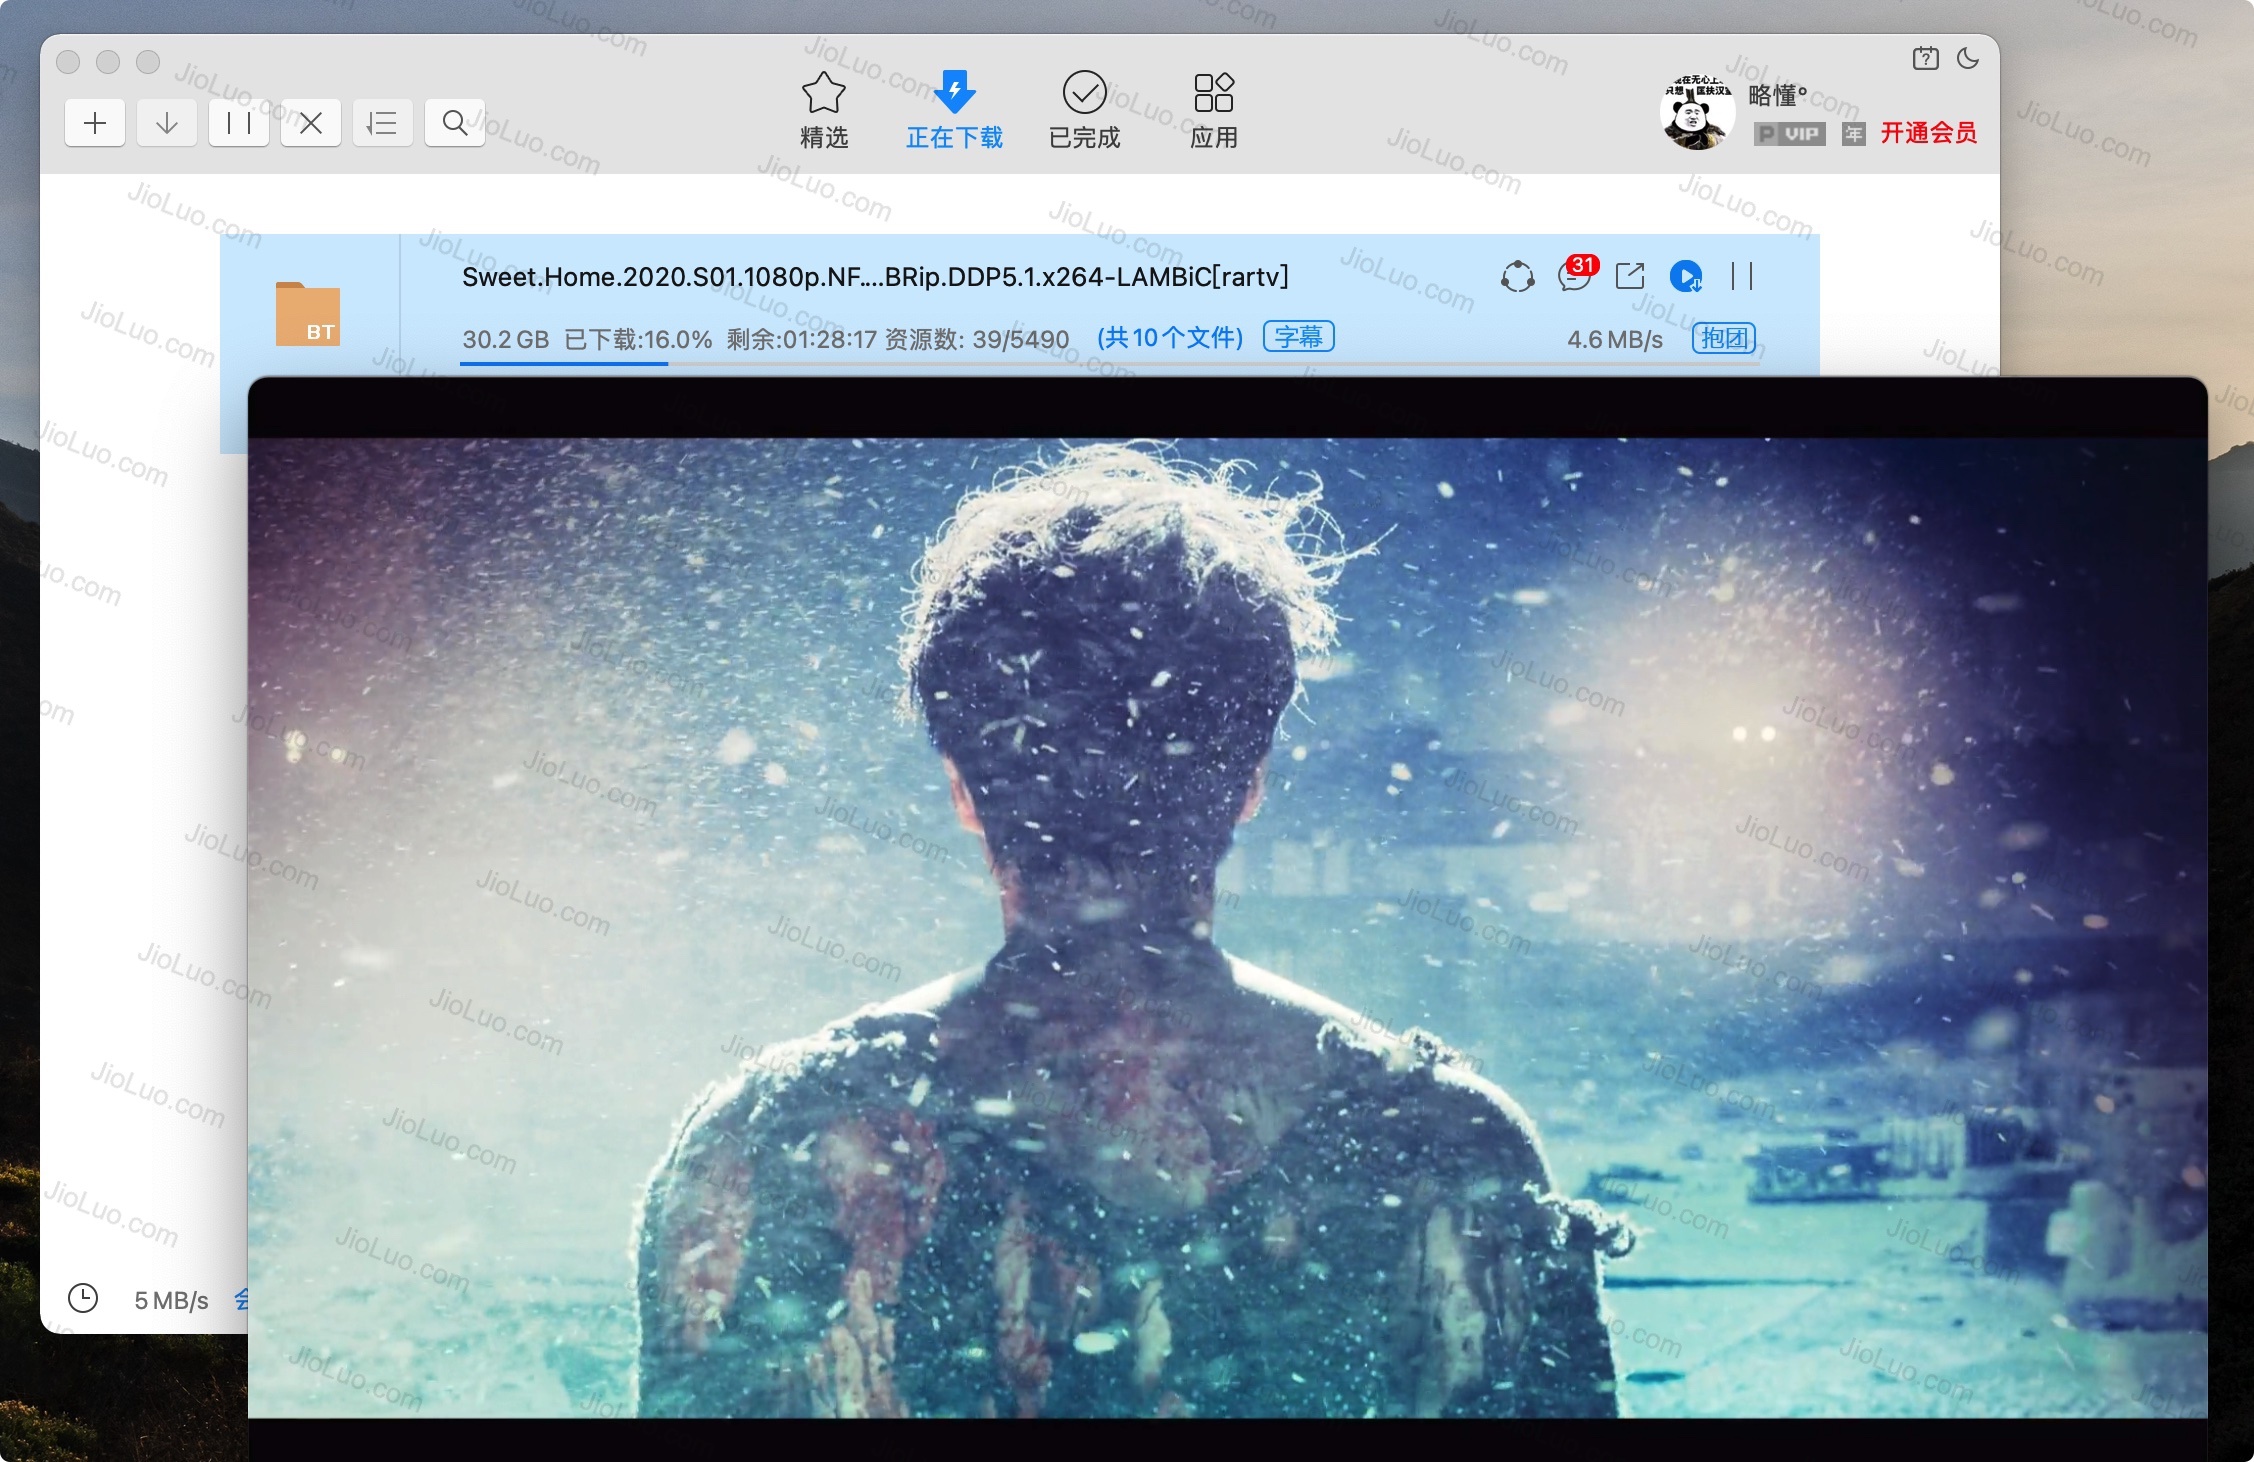 精选
正在下载
已完成
应用
略懂°
P VIP 年 开通会员
Sweet.Home.2020.S01.1080p.NF....BRip.DDP5.1.x264-LAMBiC[rartv]
31
BT
30.2 GB 已下载:16.0% 剩余:01:28:17 资源数: 39/5490 (共10个文件) 字幕 4.6 MB/s 抱团
5 MB/s
JioLuo.com